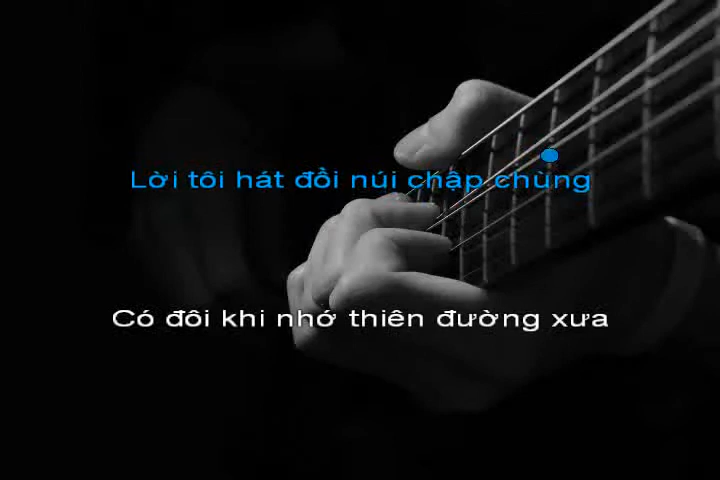 Lời tôi hát đồi núi chập chùng
Có đôi khi nhớ thiên đường xưa